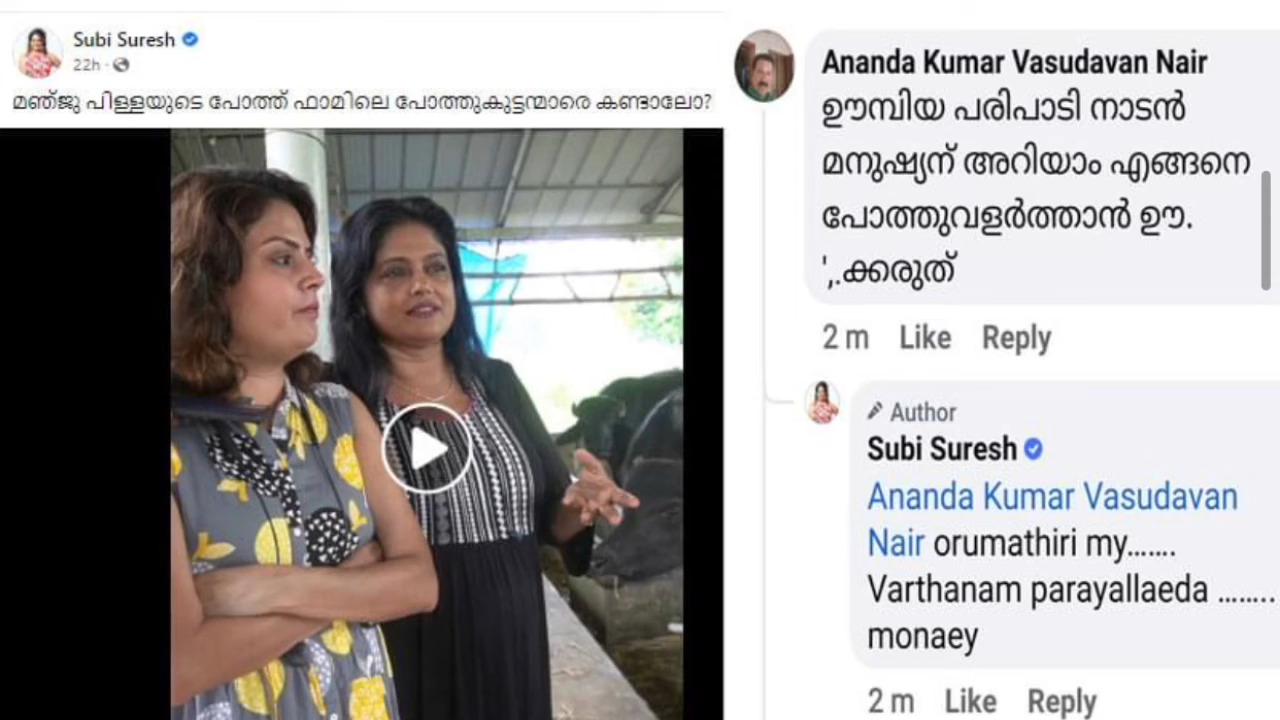 Subi Suresh
22h ·
മഞ്ജു പിള്ളയുടെ പോത്ത് ഫാമിലെ പോത്തുകുട്ടന്മാരെ കണ്ടാലോ?
Ananda Kumar Vasudavan Nair
ഊമ്പിയ പരിപാടി നാടൻ
മനുഷ്യന് അറിയാം എങ്ങനെ
പോത്തുവളർത്താൻ ഊ.
',.ക്കരുത്
2 m Like Reply
Author
Subi Suresh
Ananda Kumar Vasudavan
Nair orumathiri my.......
Varthanam parayallaeda ........
monaey
2 m Like Reply